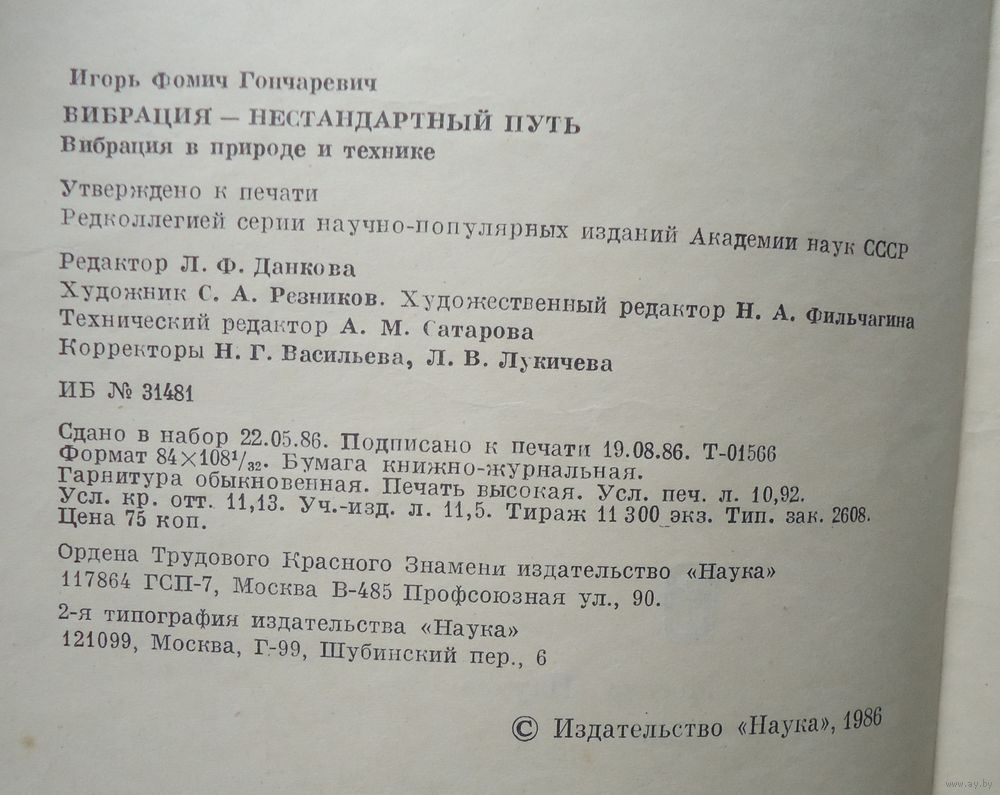 Игорь Фомич Гончаревич
ВИБРАЦИЯ — НЕСТАНДАРТНЫЙ ПУТЬ
Вибрация в природе и технике
Утверждено к печати
Редколлегией серии научно-популярных изданий Академии наук СССР
Редактор Л. Ф. Данкова
Художник С. А. Резников. Художественный редактор Н. А. Фильчагина
Технический редактор А. М. Сатарова
Корректоры Н. Г. Васильева, Л. В. Лукичева
ИБ № 31481
Сдано в набор 22.05.86. Подписано к печати 19.08.86. Т-01566
Формат 84×108¹/₃₂. Бумага книжно-журнальная.
Гарнитура обыкновенная. Печать высокая. Усл. печ. л. 10,92.
Усл. кр. отт. 11,13. Уч.-изд. л. 11,5. Тираж 11 300 экз. Тип. зак. 2608.
Цена 75 коп.
Ордена Трудового Красного Знамени издательство «Наука»
117864 ГСП-7, Москва В-485 Профсоюзная ул., 90.
2-я типография издательства «Наука»
121099, Москва, Г-99, Шубинский пер., 6
© Издательство «Наука», 1986
www.ay.by